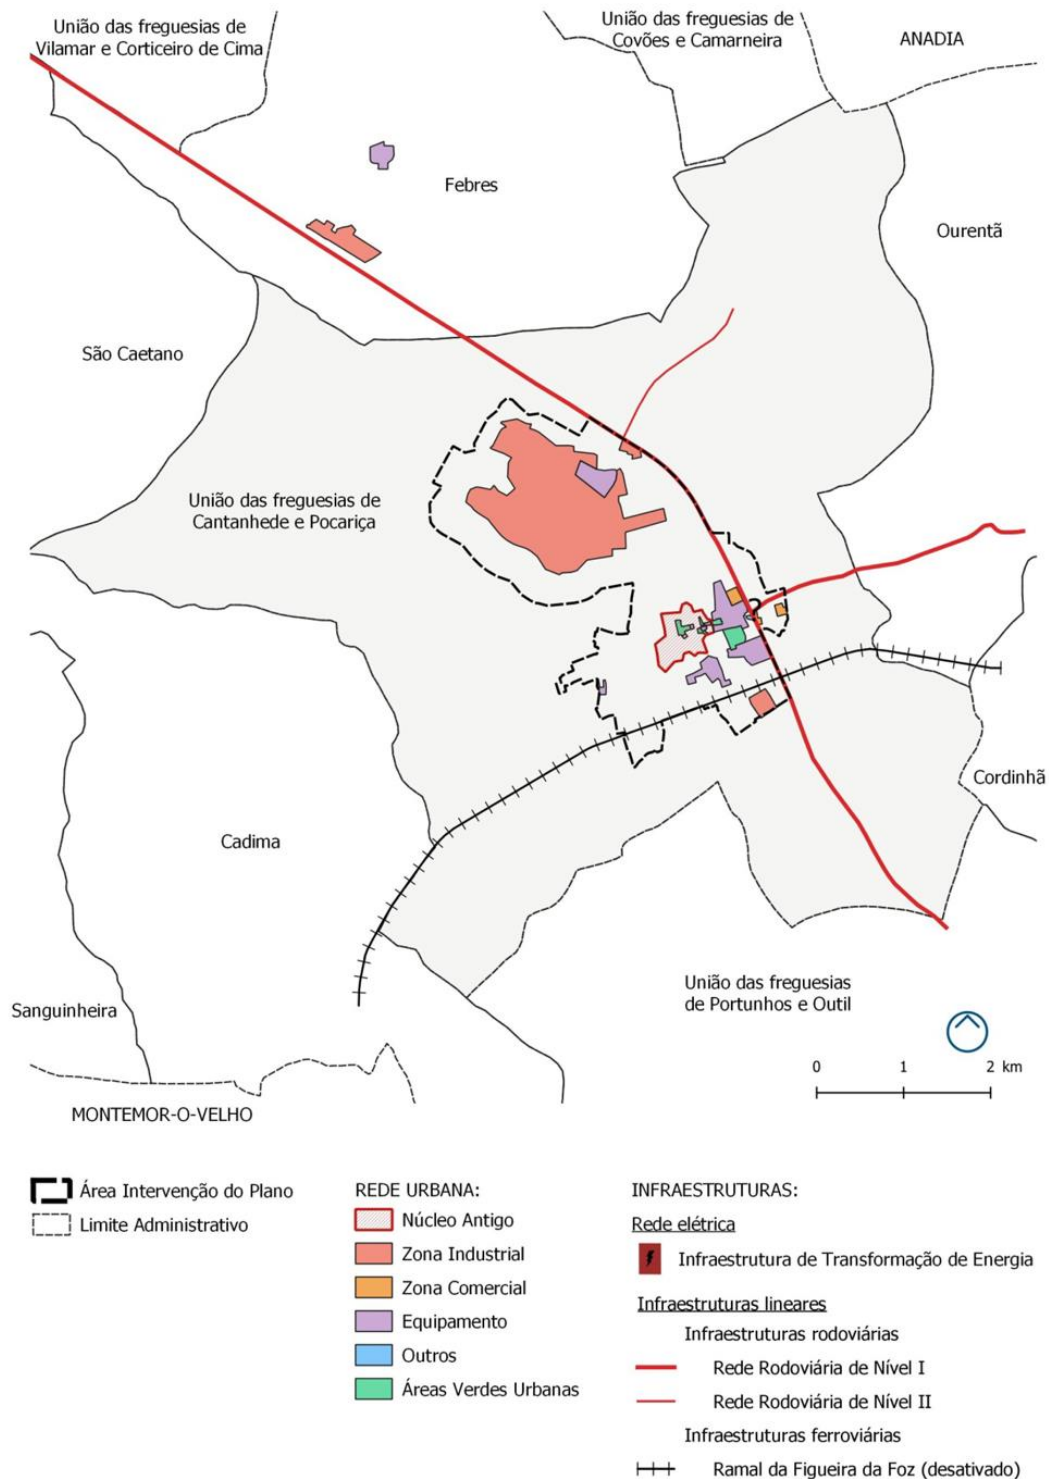 União das freguesias de
Vilamar e Corticeiro de Cima
União das freguesias de
Covões e Camarneira
ANADIA
Febres
Ourentã
São Caetano
União das freguesias de
Cantanhede e Pocariça
Cordinhã
Cadima
União das freguesias
de Portunhos e Outil
Sanguinheira
0 1 2 km
MONTEMOR-O-VELHO
Área Intervenção do Plano
Limite Administrativo
REDE URBANA:
Núcleo Antigo
Zona Industrial
Zona Comercial
Equipamento
Outros
Áreas Verdes Urbanas
INFRAESTRUTURAS:
Rede elétrica
Infraestrutura de Transformação de Energia
Infraestruturas lineares
Infraestruturas rodoviárias
Rede Rodoviária de Nível I
Rede Rodoviária de Nível II
Infraestruturas ferroviárias
Ramal da Figueira da Foz (desativado)